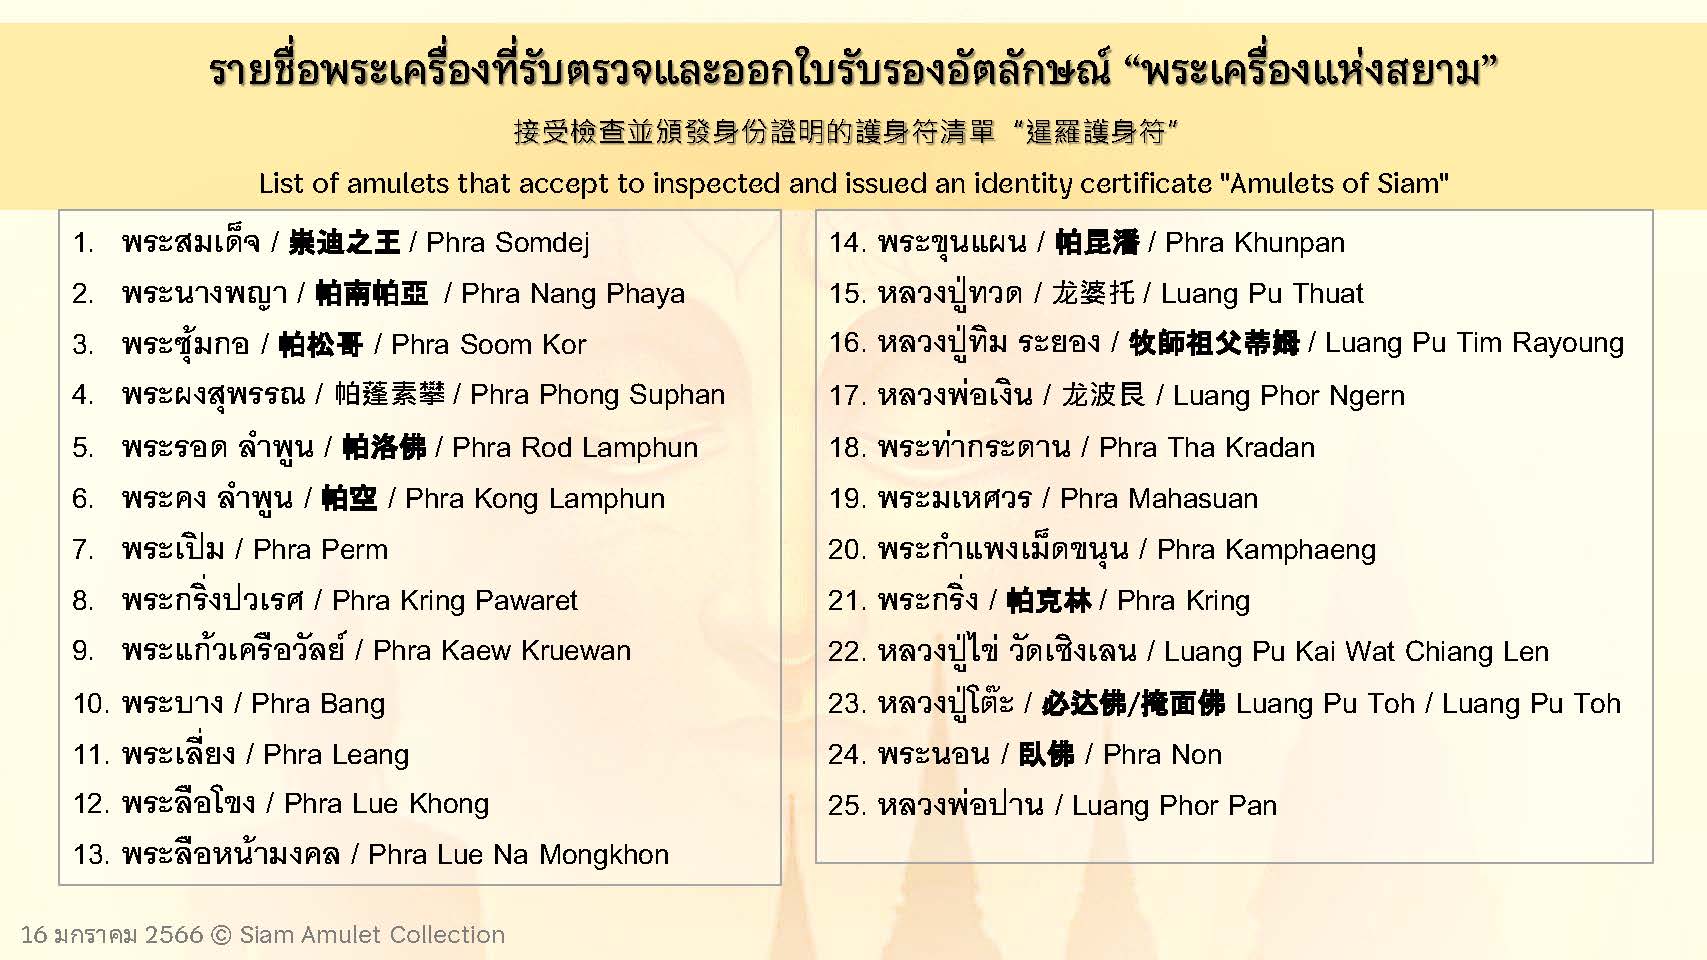 รายชื่อพระเครื่องที่รับตรวจและออกใบรับรองอัตลักษณ์ “พระเครื่องแห่งสยาม”
接受檢查並頒發身份證明的護身符清單 “暹羅護身符”
List of amulets that accept to inspected and issued an identity certificate "Amulets of Siam"
1. พระสมเด็จ / 崇迪之王 / Phra Somdej
2. พระนางพญา / 帕南帕亞 / Phra Nang Phaya
3. พระซุ้มกอ / 帕松哥 / Phra Soom Kor
4. พระผงสุพรรณ / 帕蓬素攀 / Phra Phong Suphan
5. พระรอด ลำพูน / 帕洛佛 / Phra Rod Lamphun
6. พระคง ลำพูน / 帕空 / Phra Kong Lamphun
7. พระเปิม / Phra Perm
8. พระกริ่งปวเรศ / Phra Kring Pawaret
9. พระแก้วเครือวัลย์ / Phra Kaew Kruewan
10. พระบาง / Phra Bang
11. พระเลี่ยง / Phra Leang
12. พระลือโขง / Phra Lue Khong
13. พระลือหน้ามงคล / Phra Lue Na Mongkhon
14. พระขุนแผน / 帕昆潘 / Phra Khunpan
15. หลวงปู่ทวด / 龙婆托 / Luang Pu Thuat
16. หลวงปู่ทิม ระยอง / 牧師祖父蒂姆 / Luang Pu Tim Rayoung
17. หลวงพ่อเงิน / 龙波艮 / Luang Phor Ngern
18. พระท่ากระดาน / Phra Tha Kradan
19. พระมเหศวร / Phra Mahasuan
20. พระกำแพงเม็ดขนุน / Phra Kamphaeng
21. พระกริ่ง / 帕克林 / Phra Kring
22. หลวงปู่ไข่ วัดเชิงเลน / Luang Pu Kai Wat Chiang Len
23. หลวงปู่โต๊ะ / 必达佛/掩面佛 Luang Pu Toh / Luang Pu Toh
24. พระนอน / 臥佛 / Phra Non
25. หลวงพ่อปาน / Luang Phor Pan
16 มกราคม 2566 © Siam Amulet Collection